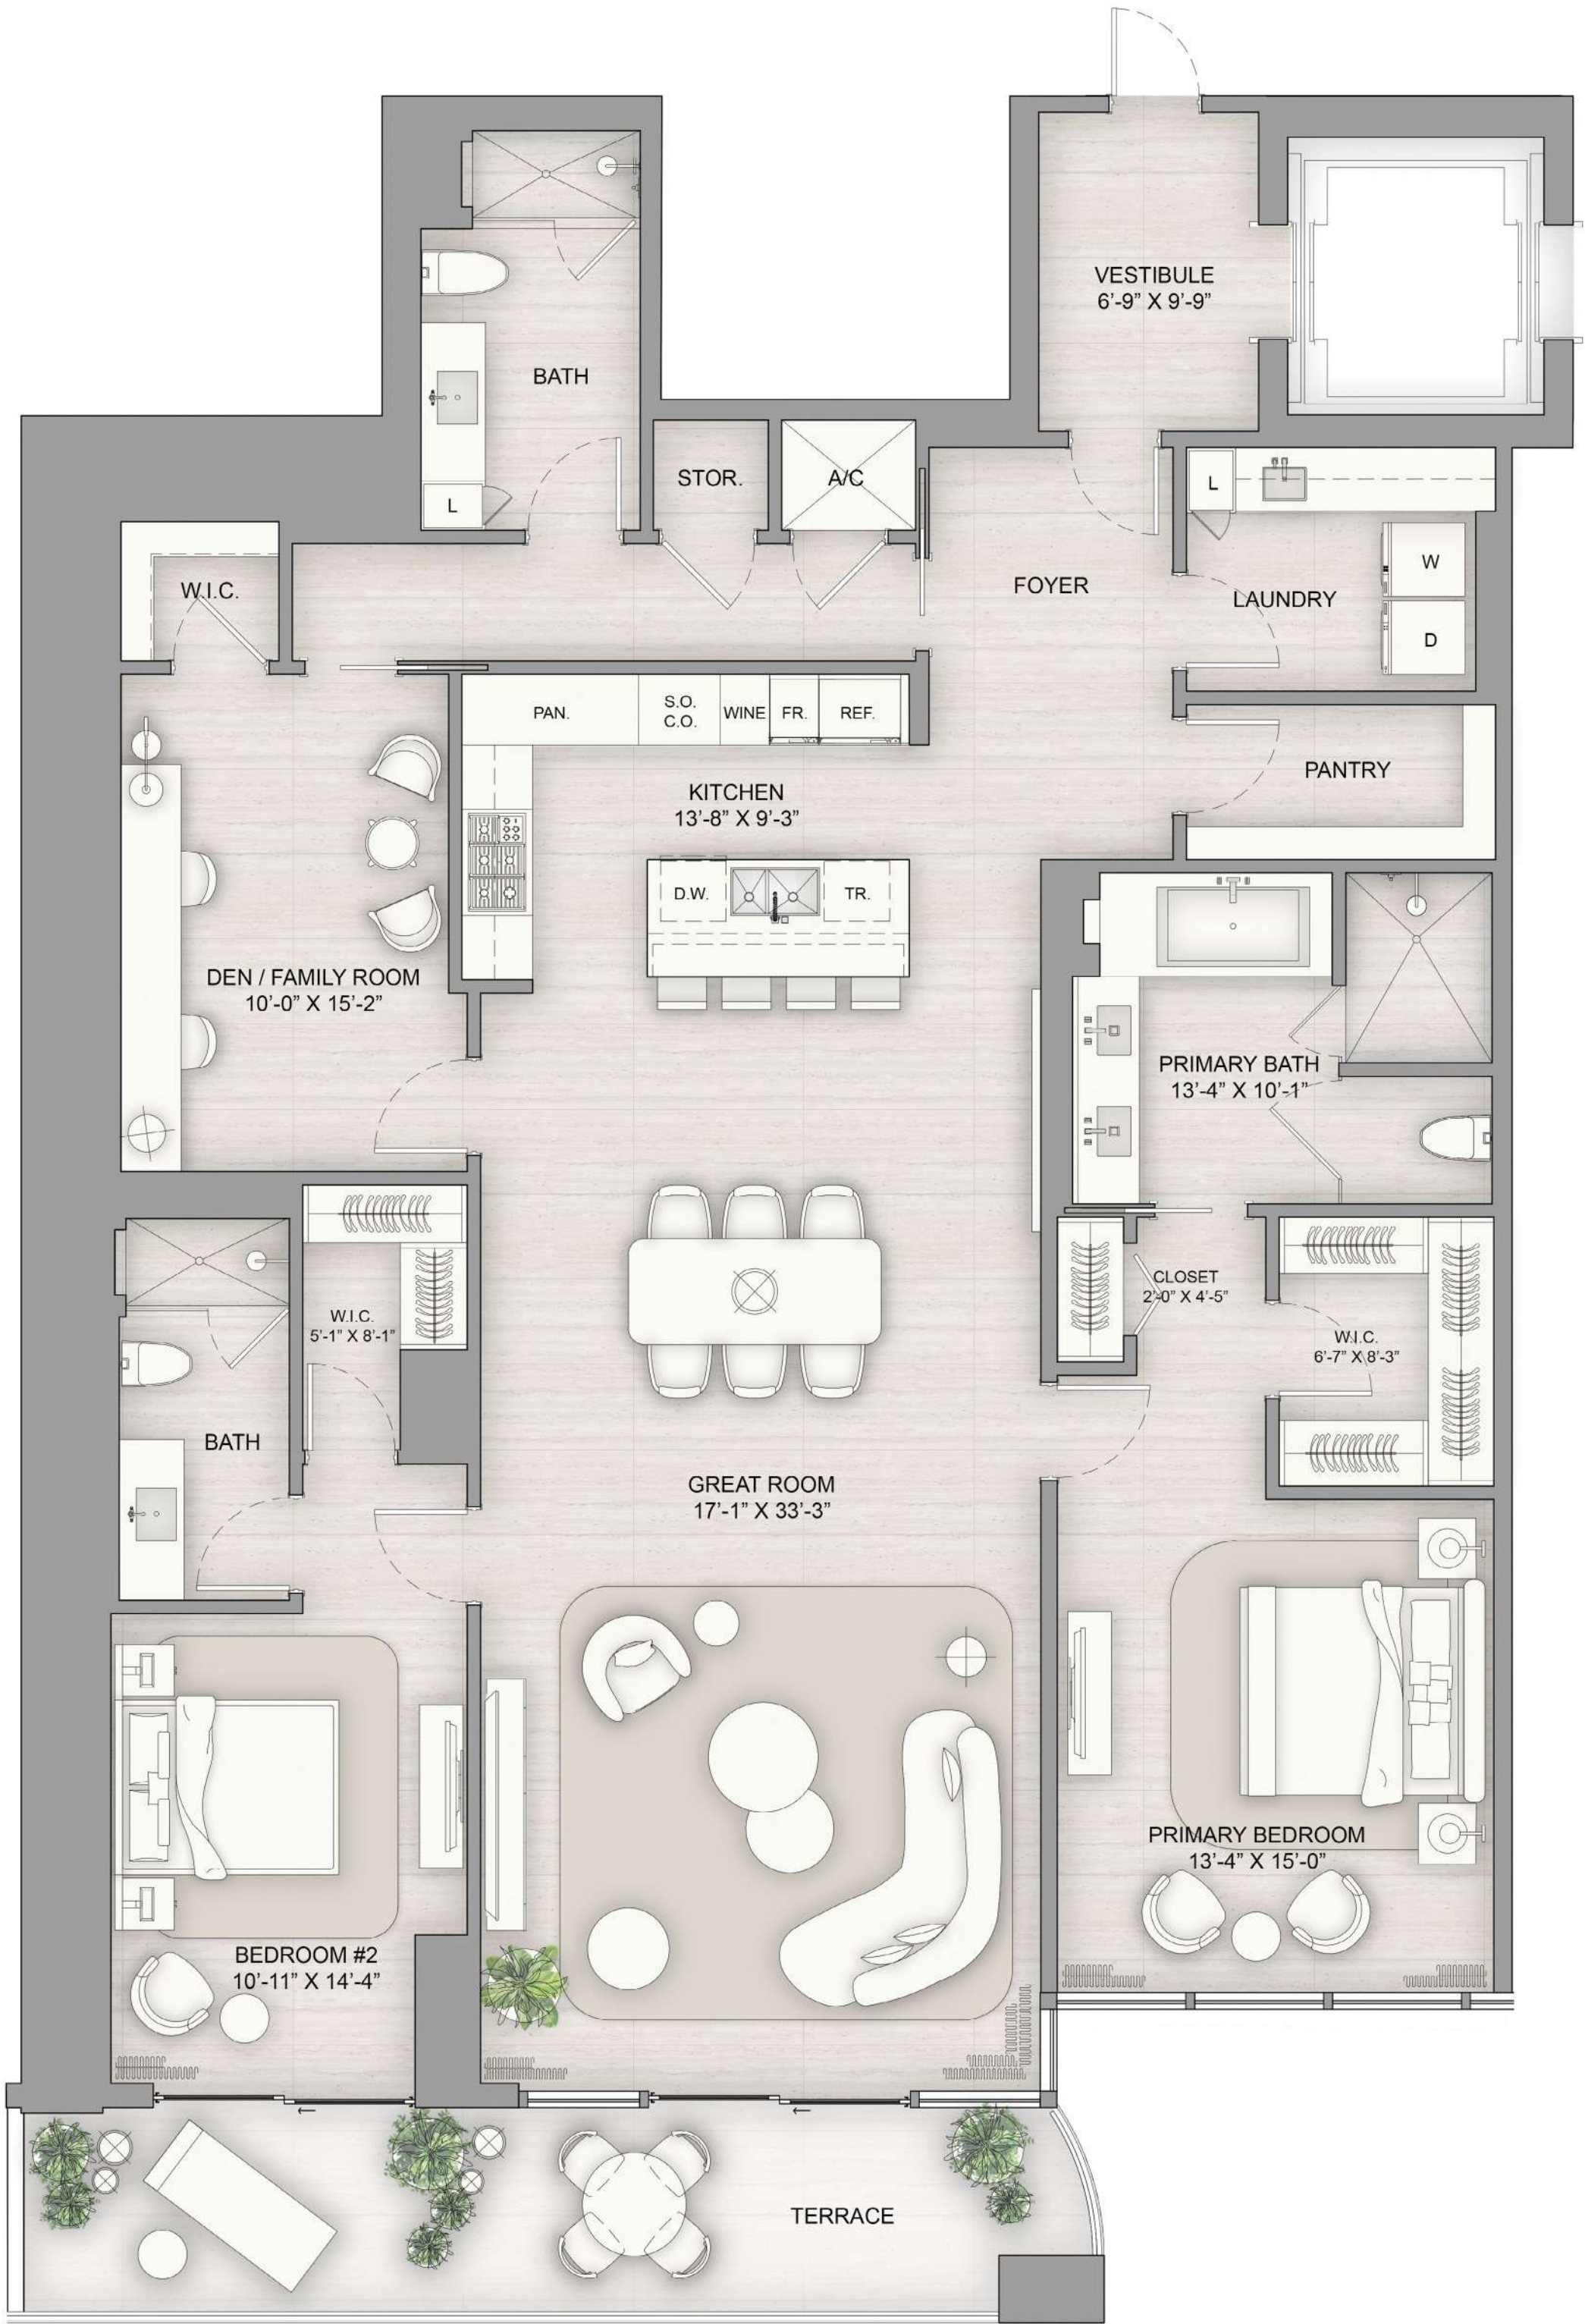 VESTIBULE
6'-9" X 9'-9"
BATH
STOR.
A/C
L
L
W
D
LAUNDRY
FOYER
W.I.C.
PAN.
S.O.
C.O.
WINE
FR.
REF.
PANTRY
KITCHEN
13'-8" X 9'-3"
D.W.
TR.
DEN / FAMILY ROOM
10'-0" X 15'-2"
PRIMARY BATH
13'-4" X 10'-1"
CLOSET
2'-0" X 4'-5"
W.I.C.
5'-1" X 8'-1"
W.I.C.
6'-7" X 8'-3"
BATH
GREAT ROOM
17'-1" X 33'-3"
PRIMARY BEDROOM
13'-4" X 15'-0"
BEDROOM #2
10'-11" X 14'-4"
TERRACE